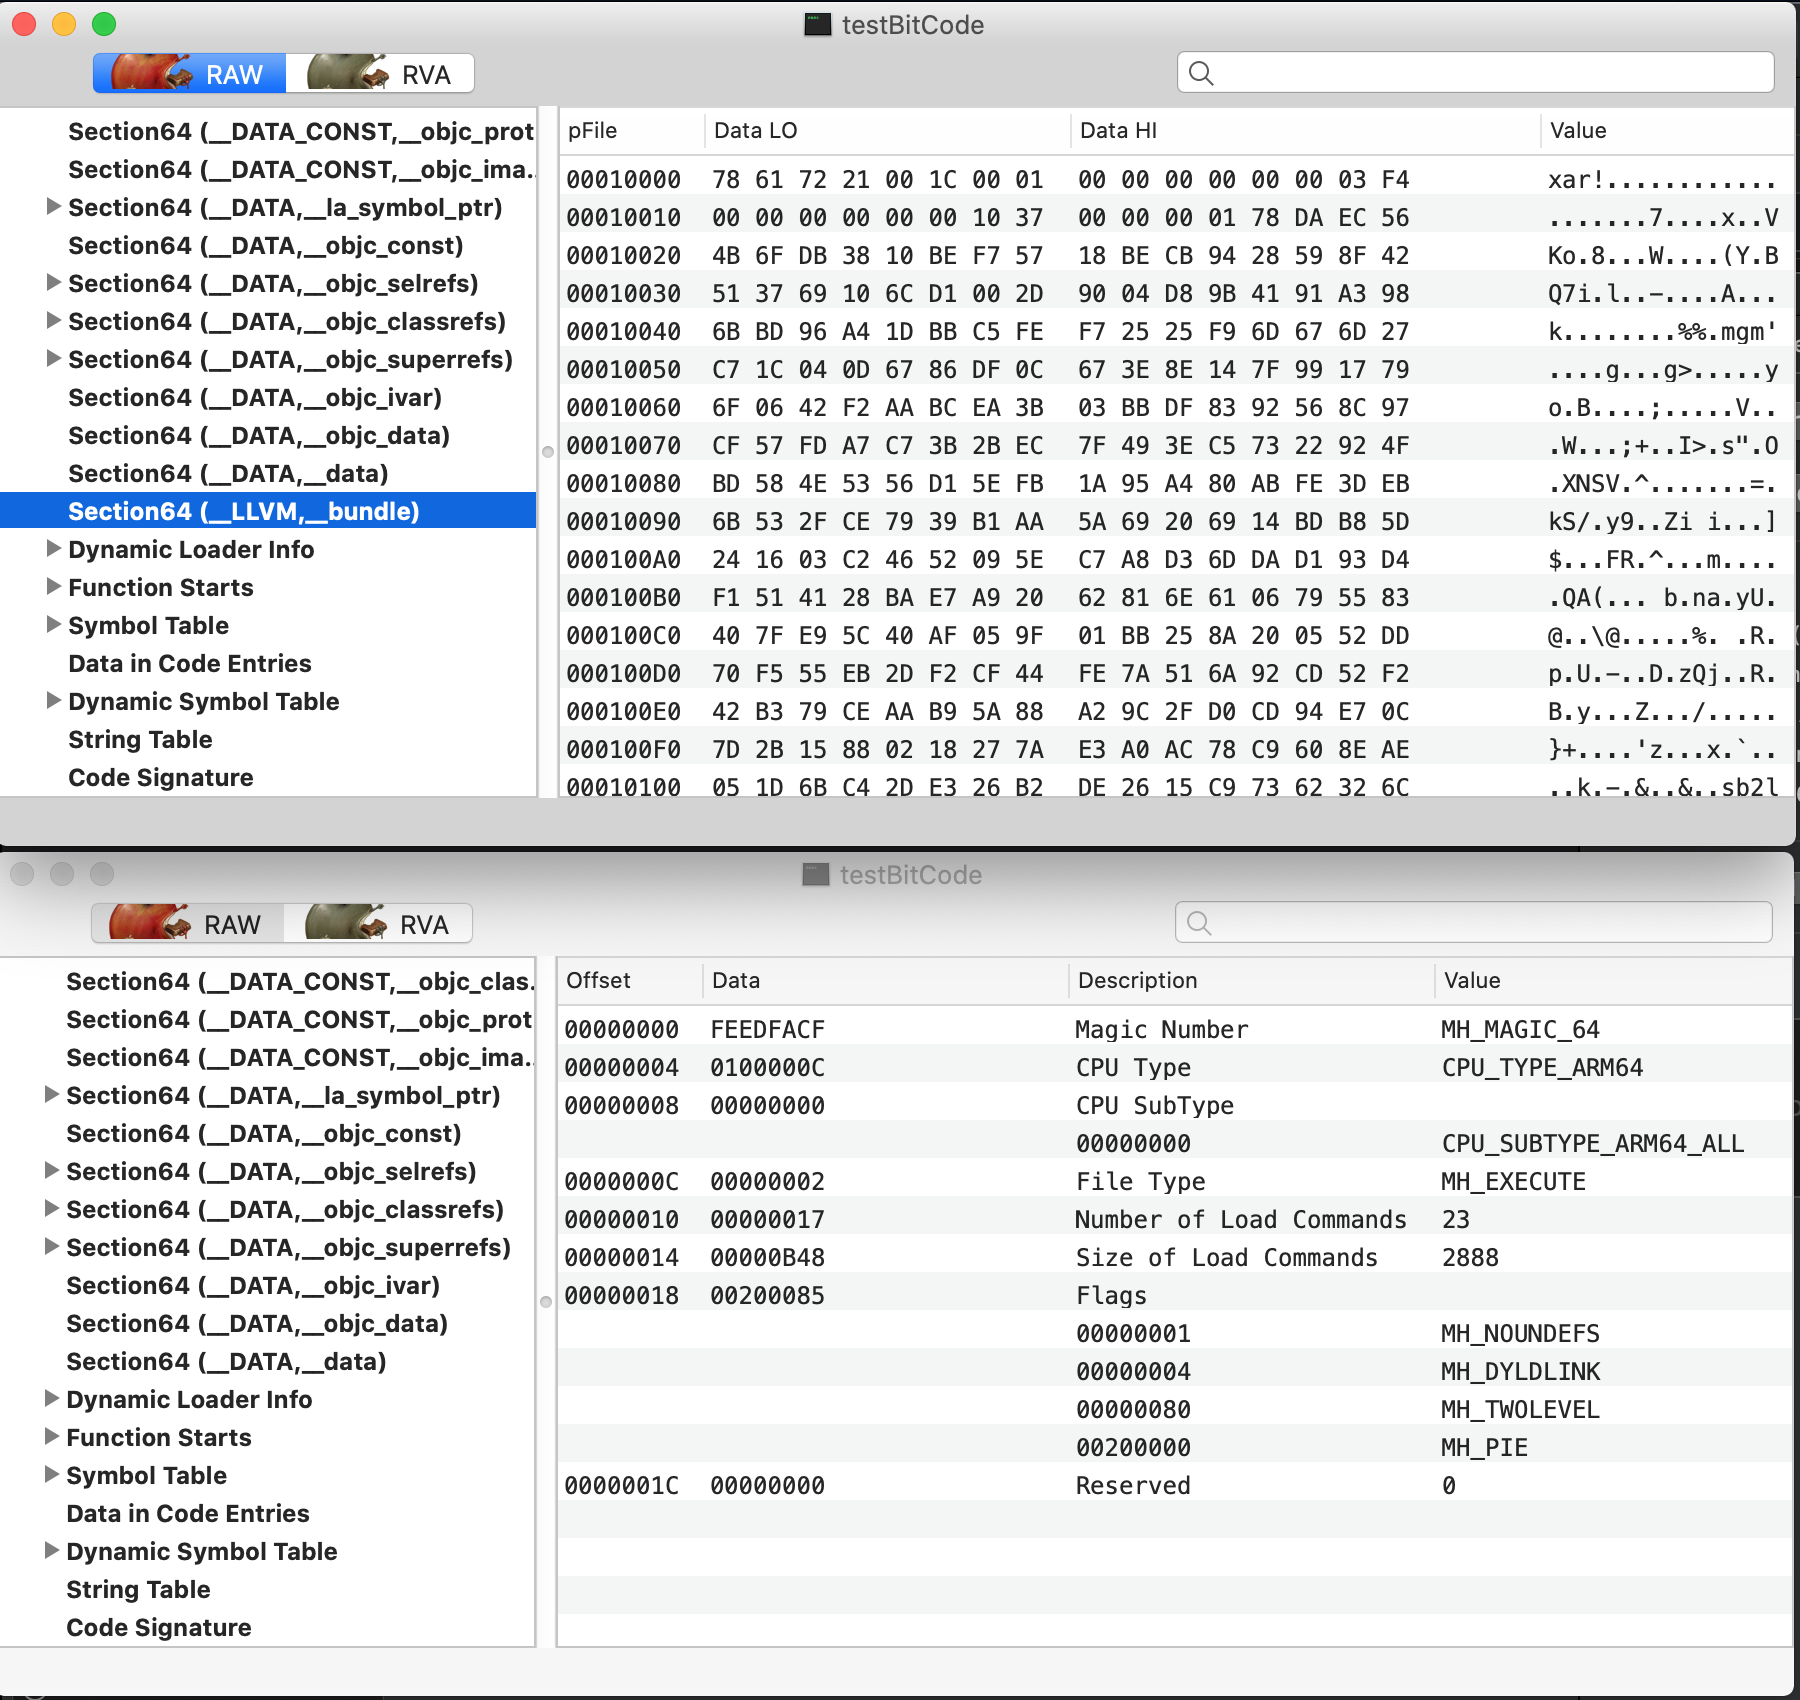 testBitCode
RAW RVA
Section64 (__DATA_CONST,__objc_prot
Section64 (__DATA_CONST,__objc_ima..
Section64 (__DATA,__la_symbol_ptr)
Section64 (__DATA,__objc_const)
Section64 (__DATA,__objc_selrefs)
Section64 (__DATA,__objc_classrefs)
Section64 (__DATA,__objc_superrefs)
Section64 (__DATA,__objc_ivar)
Section64 (__DATA,__objc_data)
Section64 (__DATA,__data)
Section64 (__LLVM,__bundle)
Dynamic Loader Info
Function Starts
Symbol Table
Data in Code Entries
Dynamic Symbol Table
String Table
Code Signature
pFile Data LO Data HI Value
00010000 78 61 72 21 00 1C 00 01 00 00 00 00 00 00 03 F4 xar!............
00010010 00 00 00 00 00 00 10 37 00 00 00 01 78 DA EC 56 .......7....x..V
00010020 4B 6F DB 38 10 BE F7 57 18 BE CB 94 28 59 8F 42 Ko.8...W....(Y.B
00010030 51 37 69 10 6C D1 00 2D 90 04 D8 9B 41 91 A3 98 Q7i.l..-....A...
00010040 6B BD 96 A4 1D BB C5 FE F7 25 25 F9 6D 67 6D 27 k........%%.mgm'
00010050 C7 1C 04 0D 67 86 DF 0C 67 3E 8E 14 7F 99 17 79 ....g...g>.....y
00010060 6F 06 42 F2 AA BC EA 3B 03 BB DF 83 92 56 8C 97 o.B....;.....V..
00010070 CF 57 FD A7 C7 3B 2B EC 7F 49 3E C5 73 22 92 4F .W...;+..I>.s".O
00010080 BD 58 4E 53 56 D1 5E FB 1A 95 A4 80 AB FE 3D EB .XNSV.^.......=.
00010090 6B 53 2F CE 79 39 B1 AA 5A 69 20 69 14 BD B8 5D kS/.y9..Zi i...]
000100A0 24 16 03 C2 46 52 09 5E C7 A8 D3 6D DA D1 93 D4 $...FR.^...m....
000100B0 F1 51 41 28 BA E7 A9 20 62 81 6E 61 06 79 55 83 .QA(... b.na.yU.
000100C0 40 7F E9 5C 40 AF 05 9F 01 BB 25 8A 20 05 52 DD @..\@.....%. .R.
000100D0 70 F5 55 EB 2D F2 CF 44 FE 7A 51 6A 92 CD 52 F2 p.U.-..D.zQj..R.
000100E0 42 B3 79 CE AA B9 5A 88 A2 9C 2F D0 CD 94 E7 0C B.y...Z.../.....
000100F0 7D 2B 15 88 02 18 27 7A E3 A0 AC 78 C9 60 8E AE }+....'z...x.`..
00010100 05 1D 6B C4 2D E3 26 B2 DE 26 15 C9 73 62 32 6C ..k.-.&..&..sb2l
testBitCode
RAW RVA
Section64 (__DATA_CONST,__objc_clas.
Section64 (__DATA_CONST,__objc_prot
Section64 (__DATA_CONST,__objc_ima..
Section64 (__DATA,__la_symbol_ptr)
Section64 (__DATA,__objc_const)
Section64 (__DATA,__objc_selrefs)
Section64 (__DATA,__objc_classrefs)
Section64 (__DATA,__objc_superrefs)
Section64 (__DATA,__objc_ivar)
Section64 (__DATA,__objc_data)
Section64 (__DATA,__data)
Dynamic Loader Info
Function Starts
Symbol Table
Data in Code Entries
Dynamic Symbol Table
String Table
Code Signature
Offset Data Description Value
00000000 FEEDFACF Magic Number MH_MAGIC_64
00000004 0100000C CPU Type CPU_TYPE_ARM64
00000008 00000000 CPU SubType
00000000 CPU_SUBTYPE_ARM64_ALL
0000000C 00000002 File Type MH_EXECUTE
00000010 00000017 Number of Load Commands 23
00000014 00000B48 Size of Load Commands 2888
00000018 00200085 Flags
00000001 MH_NOUNDEFS
00000004 MH_DYLDLINK
00000080 MH_TWOLEVEL
00200000 MH_PIE
0000001C 00000000 Reserved 0